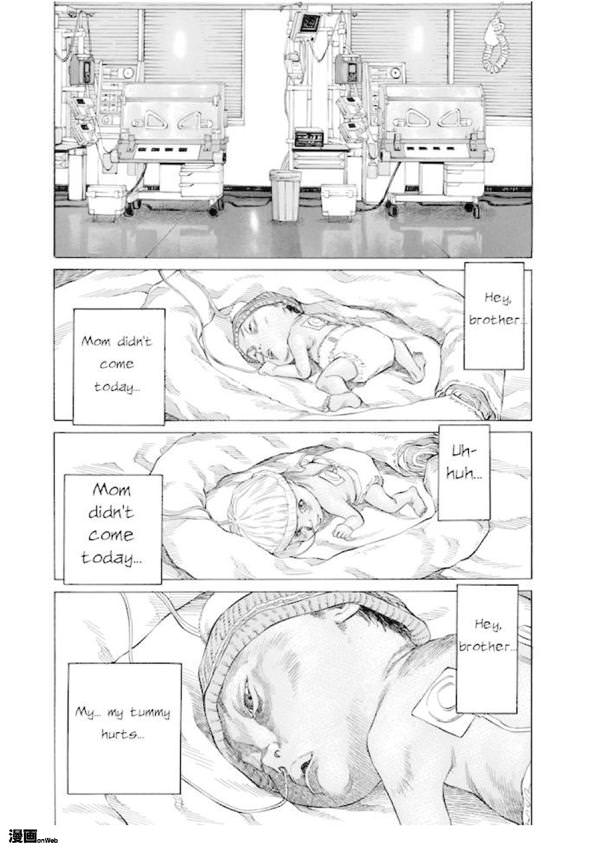 Hey,
brother...
Mom didn't
come
today...
Uh-
huh...
Mom
didn't
come
today...
Hey,
brother...
My... my tummy
hurts...
漫画onWeb